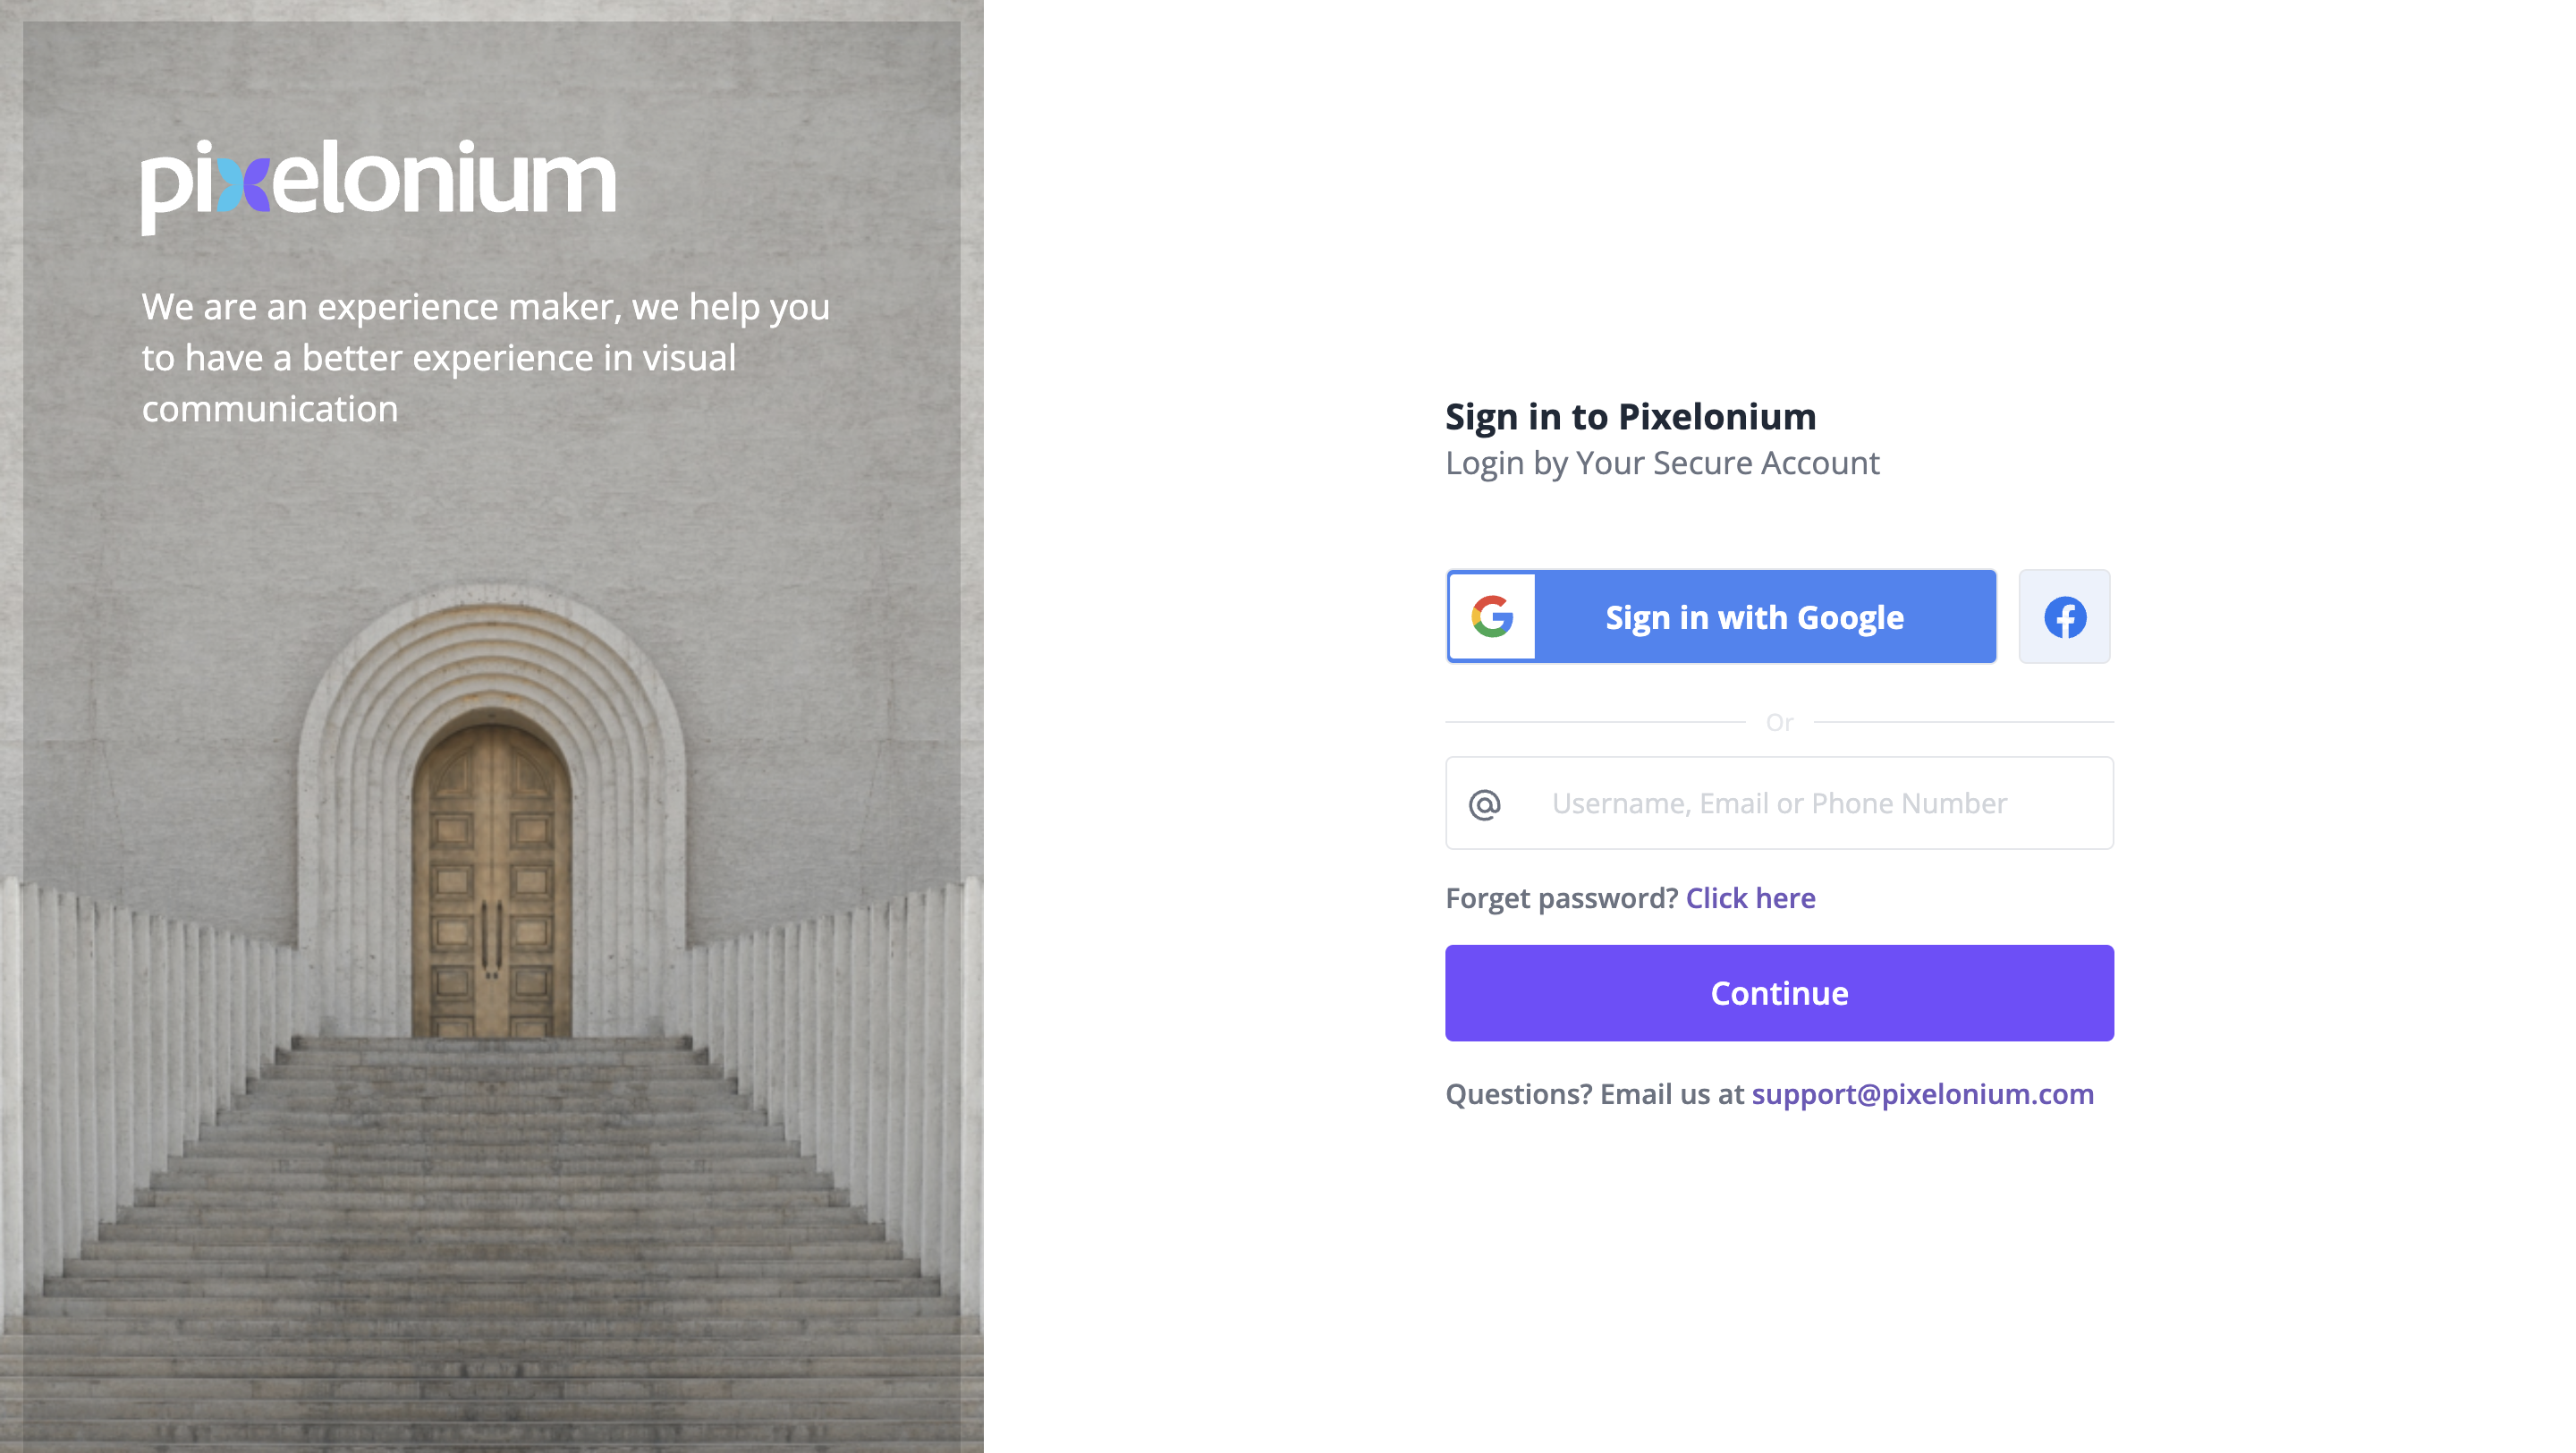 pixelonium
We are an experience maker, we help you
to have a better experience in visual
communication
Sign in to Pixelonium
Login by Your Secure Account
Sign in with Google
Or
@ Username, Email or Phone Number
Forget password? Click here
Continue
Questions? Email us at support@pixelonium.com